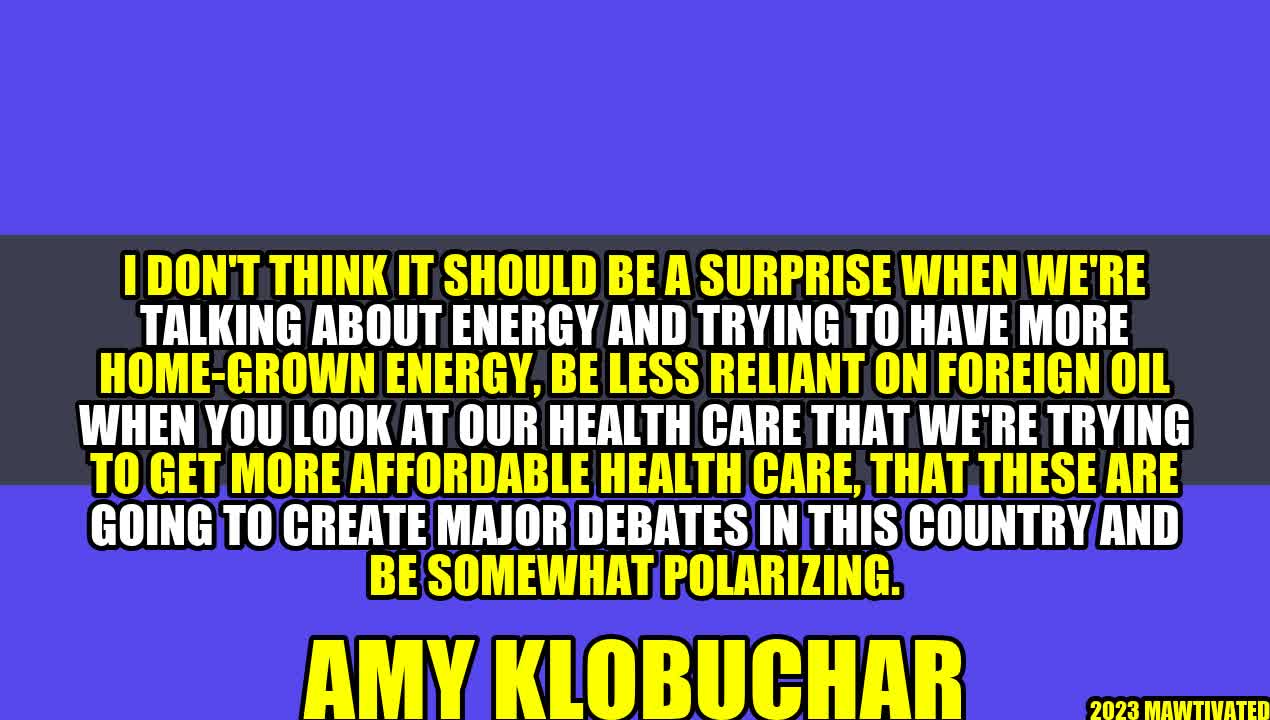 I DON'T THINK IT SHOULD BE A SURPRISE WHEN WE'RE
TALKING ABOUT ENERGY AND TRYING TO HAVE MORE
HOME-GROWN ENERGY, BE LESS RELIANT ON FOREIGN OIL
WHEN YOU LOOK AT OUR HEALTH CARE THAT WE'RE TRYING
TO GET MORE AFFORDABLE HEALTH CARE, THAT THESE ARE
GOING TO CREATE MAJOR DEBATES IN THIS COUNTRY AND
BE SOMEWHAT POLARIZING.
AMY KLOBUCHAR
2023 MAWTIVATED